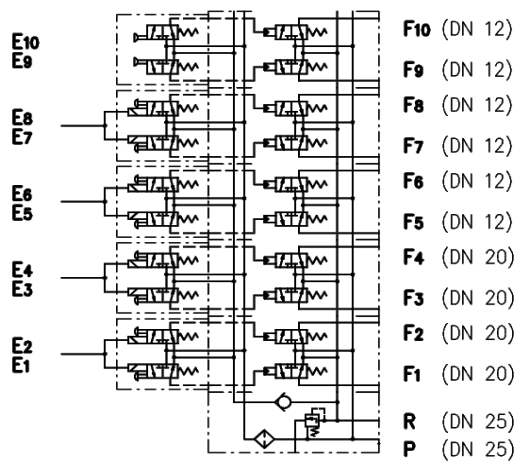 E10
E9
F10 (DN 12)
F9 (DN 12)
E8
E7
F8 (DN 12)
F7 (DN 12)
E6
E5
F6 (DN 12)
F5 (DN 12)
E4
E3
F4 (DN 20)
F3 (DN 20)
E2
E1
F2 (DN 20)
F1 (DN 20)
R (DN 25)
P (DN 25)